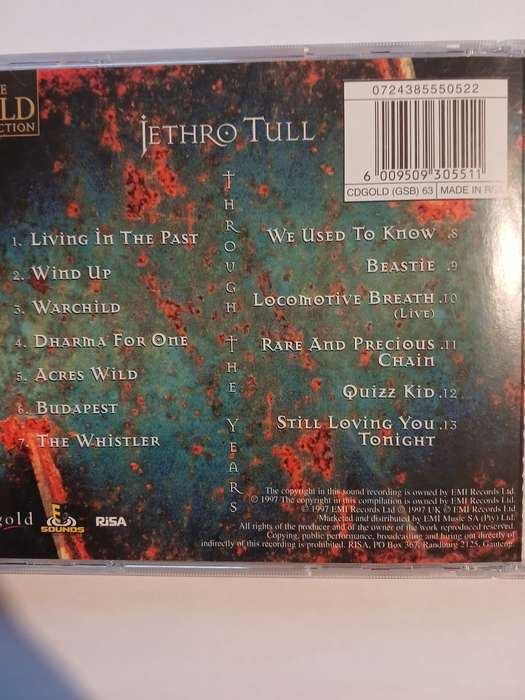 0724385550522
JETHRO TULL
6 009509 305511
CDGOLD (GSB) 63 MADE IN RSA
THROUGH THE YEARS
1. LIVING IN THE PAST
2. WIND UP
3. WARCHILD
4. DHARMA FOR ONE
5. ACRES WILD
6. BUDAPEST
7. THE WHISTLER
WE USED TO KNOW .8
BEASTIE .9
LOCOMOTIVE BREATH .10
(LIVE)
RARE AND PRECIOUS .11
CHAIN
QUIZZ KID .12
STILL LOVING YOU .13
TONIGHT
The copyright in this sound recording is owned by EMI Records Ltd
© 1997 The copyright in this compilation is owned by EMI Records Ltd.
© 1997 EMI Records Ltd © 1997 UK © EMI Records Ltd
Marketed and distributed by EMI Music SA (Pty) Ltd.
All rights of the producer and of the owner of the work reproduced reserved.
Copying, public performance, broadcasting and hiring out directly of
indirectly of this recording is prohibited. RISA, PO Box 367, Randburg 2125, Gauteng.
gold
SOUNDS
RiSA